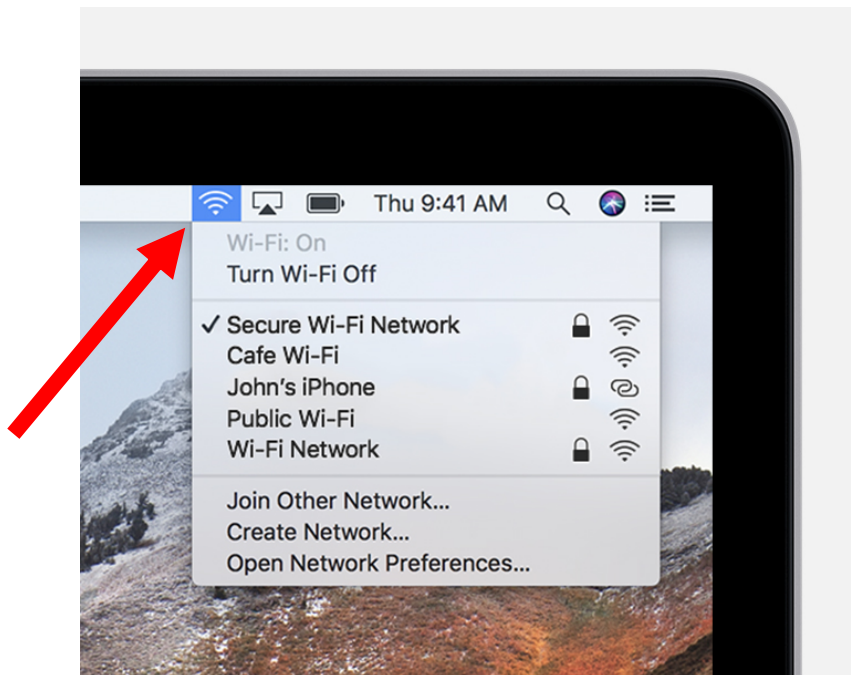 Thu 9:41 AM
Wi-Fi: On
Turn Wi-Fi Off
✓ Secure Wi-Fi Network
Cafe Wi-Fi
John's iPhone
Public Wi-Fi
Wi-Fi Network
Join Other Network...
Create Network...
Open Network Preferences...